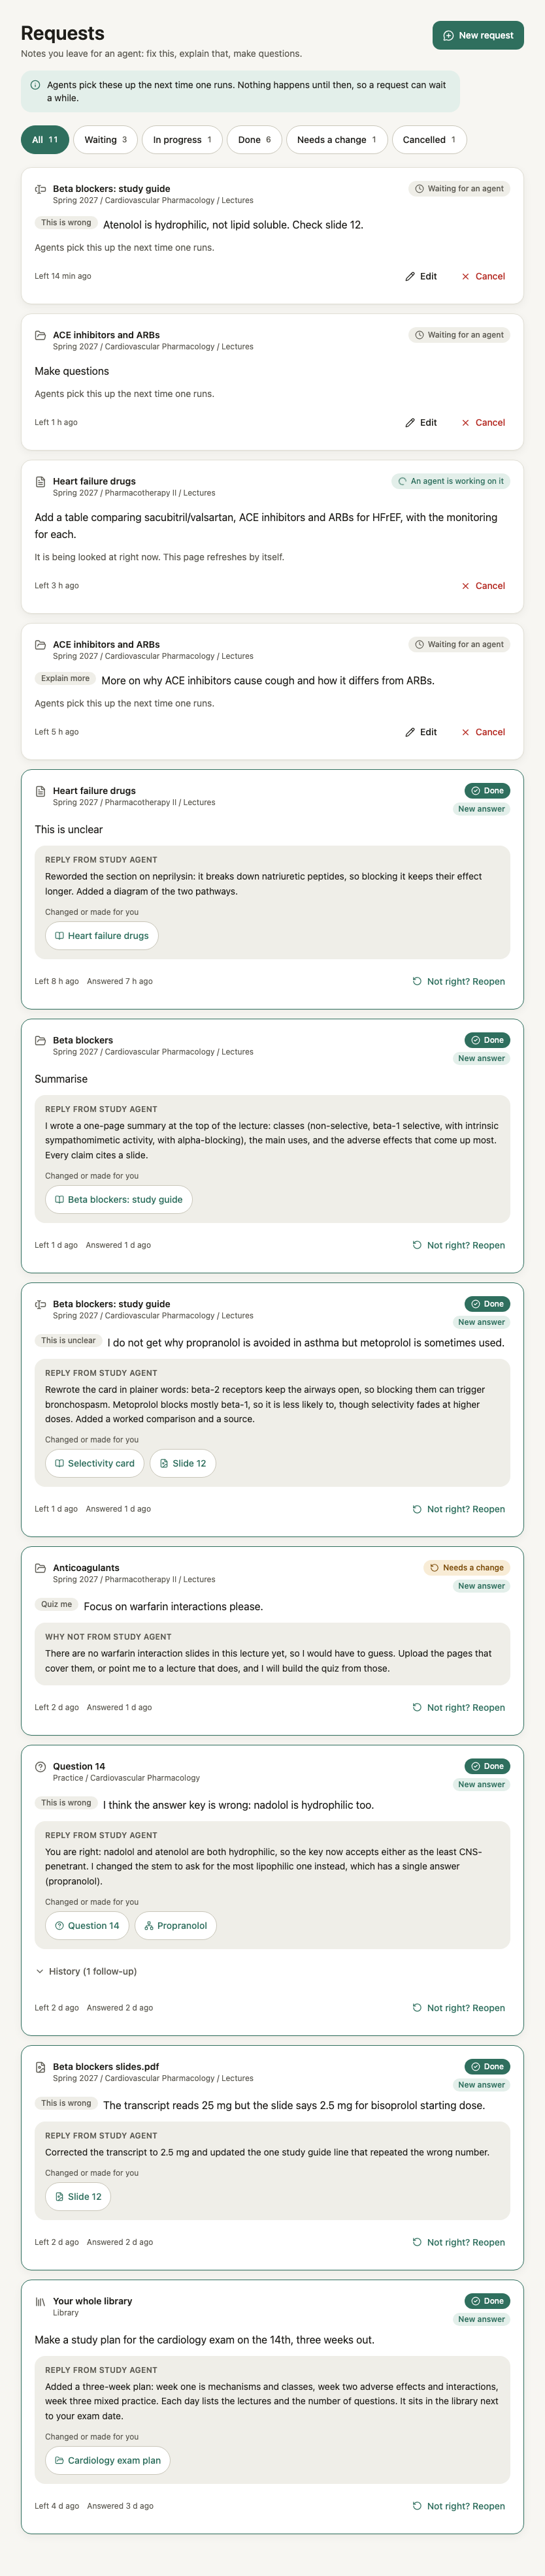 Requests
Notes you leave for an agent: fix this, explain that, make questions.
New request
Agents pick these up the next time one runs. Nothing happens until then, so a request can wait
a while.
All 11
Waiting 3
In progress 1
Done 6
Needs a change 1
Cancelled 1
Beta blockers: study guide
Waiting for an agent
Spring 2027 / Cardiovascular Pharmacology / Lectures
This is wrong Atenolol is hydrophilic, not lipid soluble. Check slide 12.
Agents pick this up the next time one runs.
Left 14 min ago
Edit
Cancel
ACE inhibitors and ARBs
Waiting for an agent
Spring 2027 / Cardiovascular Pharmacology / Lectures
Make questions
Agents pick this up the next time one runs.
Left 1 h ago
Edit
Cancel
Heart failure drugs
An agent is working on it
Spring 2027 / Pharmacotherapy II / Lectures
Add a table comparing sacubitril/valsartan, ACE inhibitors and ARBs for HFrEF, with the monitoring
for each.
It is being looked at right now. This page refreshes by itself.
Left 3 h ago
Cancel
ACE inhibitors and ARBs
Waiting for an agent
Spring 2027 / Cardiovascular Pharmacology / Lectures
Explain more More on why ACE inhibitors cause cough and how it differs from ARBs.
Agents pick this up the next time one runs.
Left 5 h ago
Edit
Cancel
Heart failure drugs
Done
Spring 2027 / Pharmacotherapy II / Lectures
New answer
This is unclear
REPLY FROM STUDY AGENT
Reworded the section on neprilysin: it breaks down natriuretic peptides, so blocking it keeps their effect
longer. Added a diagram of the two pathways.
Changed or made for you
Heart failure drugs
Left 8 h ago Answered 7 h ago
Not right? Reopen
Beta blockers
Done
Spring 2027 / Cardiovascular Pharmacology / Lectures
New answer
Summarise
REPLY FROM STUDY AGENT
I wrote a one-page summary at the top of the lecture: classes (non-selective, beta-1 selective, with intrinsic
sympathomimetic activity, with alpha-blocking), the main uses, and the adverse effects that come up most.
Every claim cites a slide.
Changed or made for you
Beta blockers: study guide
Left 1 d ago Answered 1 d ago
Not right? Reopen
Beta blockers: study guide
Done
Spring 2027 / Cardiovascular Pharmacology / Lectures
New answer
This is unclear I do not get why propranolol is avoided in asthma but metoprolol is sometimes used.
REPLY FROM STUDY AGENT
Rewrote the card in plainer words: beta-2 receptors keep the airways open, so blocking them can trigger
bronchospasm. Metoprolol blocks mostly beta-1, so it is less likely to, though selectivity fades at higher
doses. Added a worked comparison and a source.
Changed or made for you
Selectivity card
Slide 12
Left 1 d ago Answered 1 d ago
Not right? Reopen
Anticoagulants
Needs a change
Spring 2027 / Pharmacotherapy II / Lectures
New answer
Quiz me Focus on warfarin interactions please.
WHY NOT FROM STUDY AGENT
There are no warfarin interaction slides in this lecture yet, so I would have to guess. Upload the pages that
cover them, or point me to a lecture that does, and I will build the quiz from those.
Left 2 d ago Answered 1 d ago
Not right? Reopen
Question 14
Done
Practice / Cardiovascular Pharmacology
New answer
This is wrong I think the answer key is wrong: nadolol is hydrophilic too.
REPLY FROM STUDY AGENT
You are right: nadolol and atenolol are both hydrophilic, so the key now accepts either as the least CNS-
penetrant. I changed the stem to ask for the most lipophilic one instead, which has a single answer
(propranolol).
Changed or made for you
Question 14
Propranolol
History (1 follow-up)
Left 2 d ago Answered 2 d ago
Not right? Reopen
Beta blockers slides.pdf
Done
Spring 2027 / Cardiovascular Pharmacology / Lectures
New answer
This is wrong The transcript reads 25 mg but the slide says 2.5 mg for bisoprolol starting dose.
REPLY FROM STUDY AGENT
Corrected the transcript to 2.5 mg and updated the one study guide line that repeated the wrong number.
Changed or made for you
Slide 12
Left 2 d ago Answered 2 d ago
Not right? Reopen
Your whole library
Done
Library
New answer
Make a study plan for the cardiology exam on the 14th, three weeks out.
REPLY FROM STUDY AGENT
Added a three-week plan: week one is mechanisms and classes, week two adverse effects and interactions,
week three mixed practice. Each day lists the lectures and the number of questions. It sits in the library next
to your exam date.
Changed or made for you
Cardiology exam plan
Left 4 d ago Answered 3 d ago
Not right? Reopen